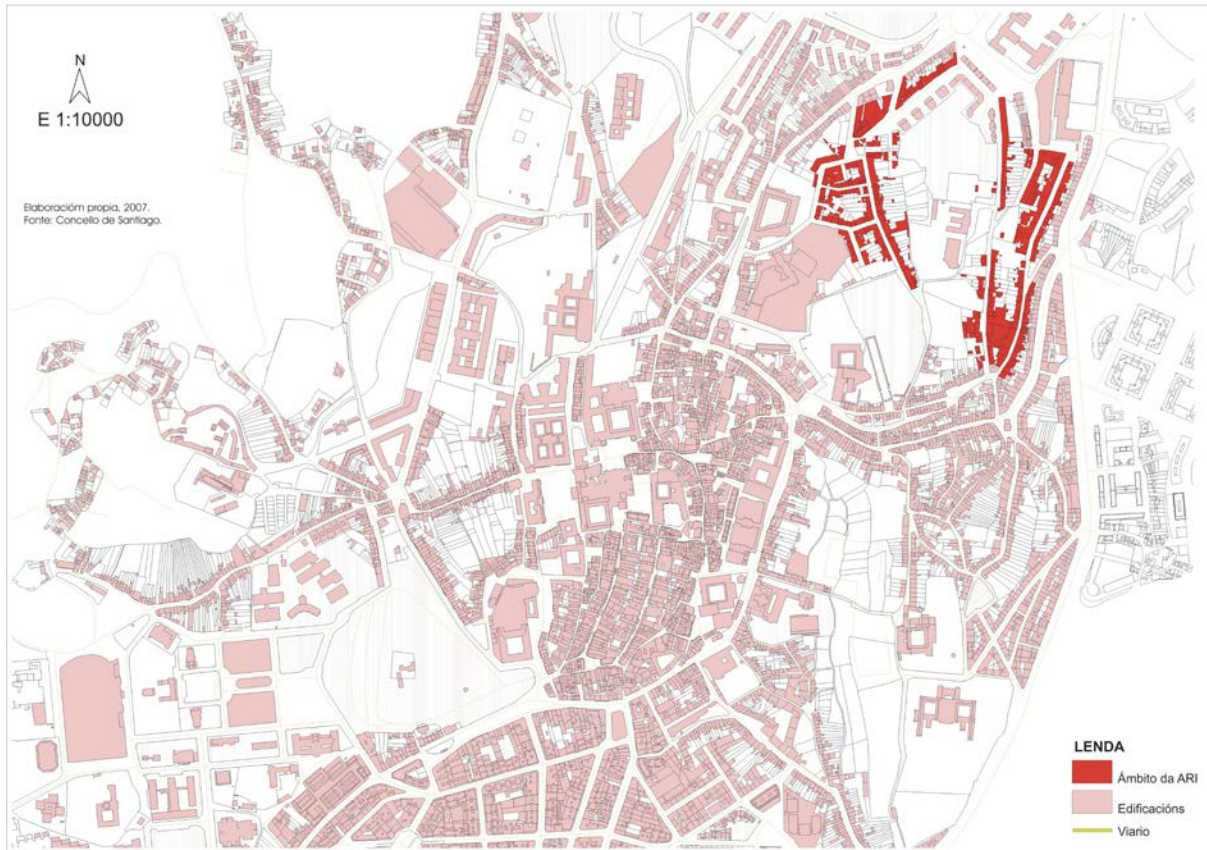 N
E 1:10000
Elaboracióm propia, 2007.
Fonte: Concello de Santiago.
LENDA
Ámbito da ARI
Edificacións
Viario